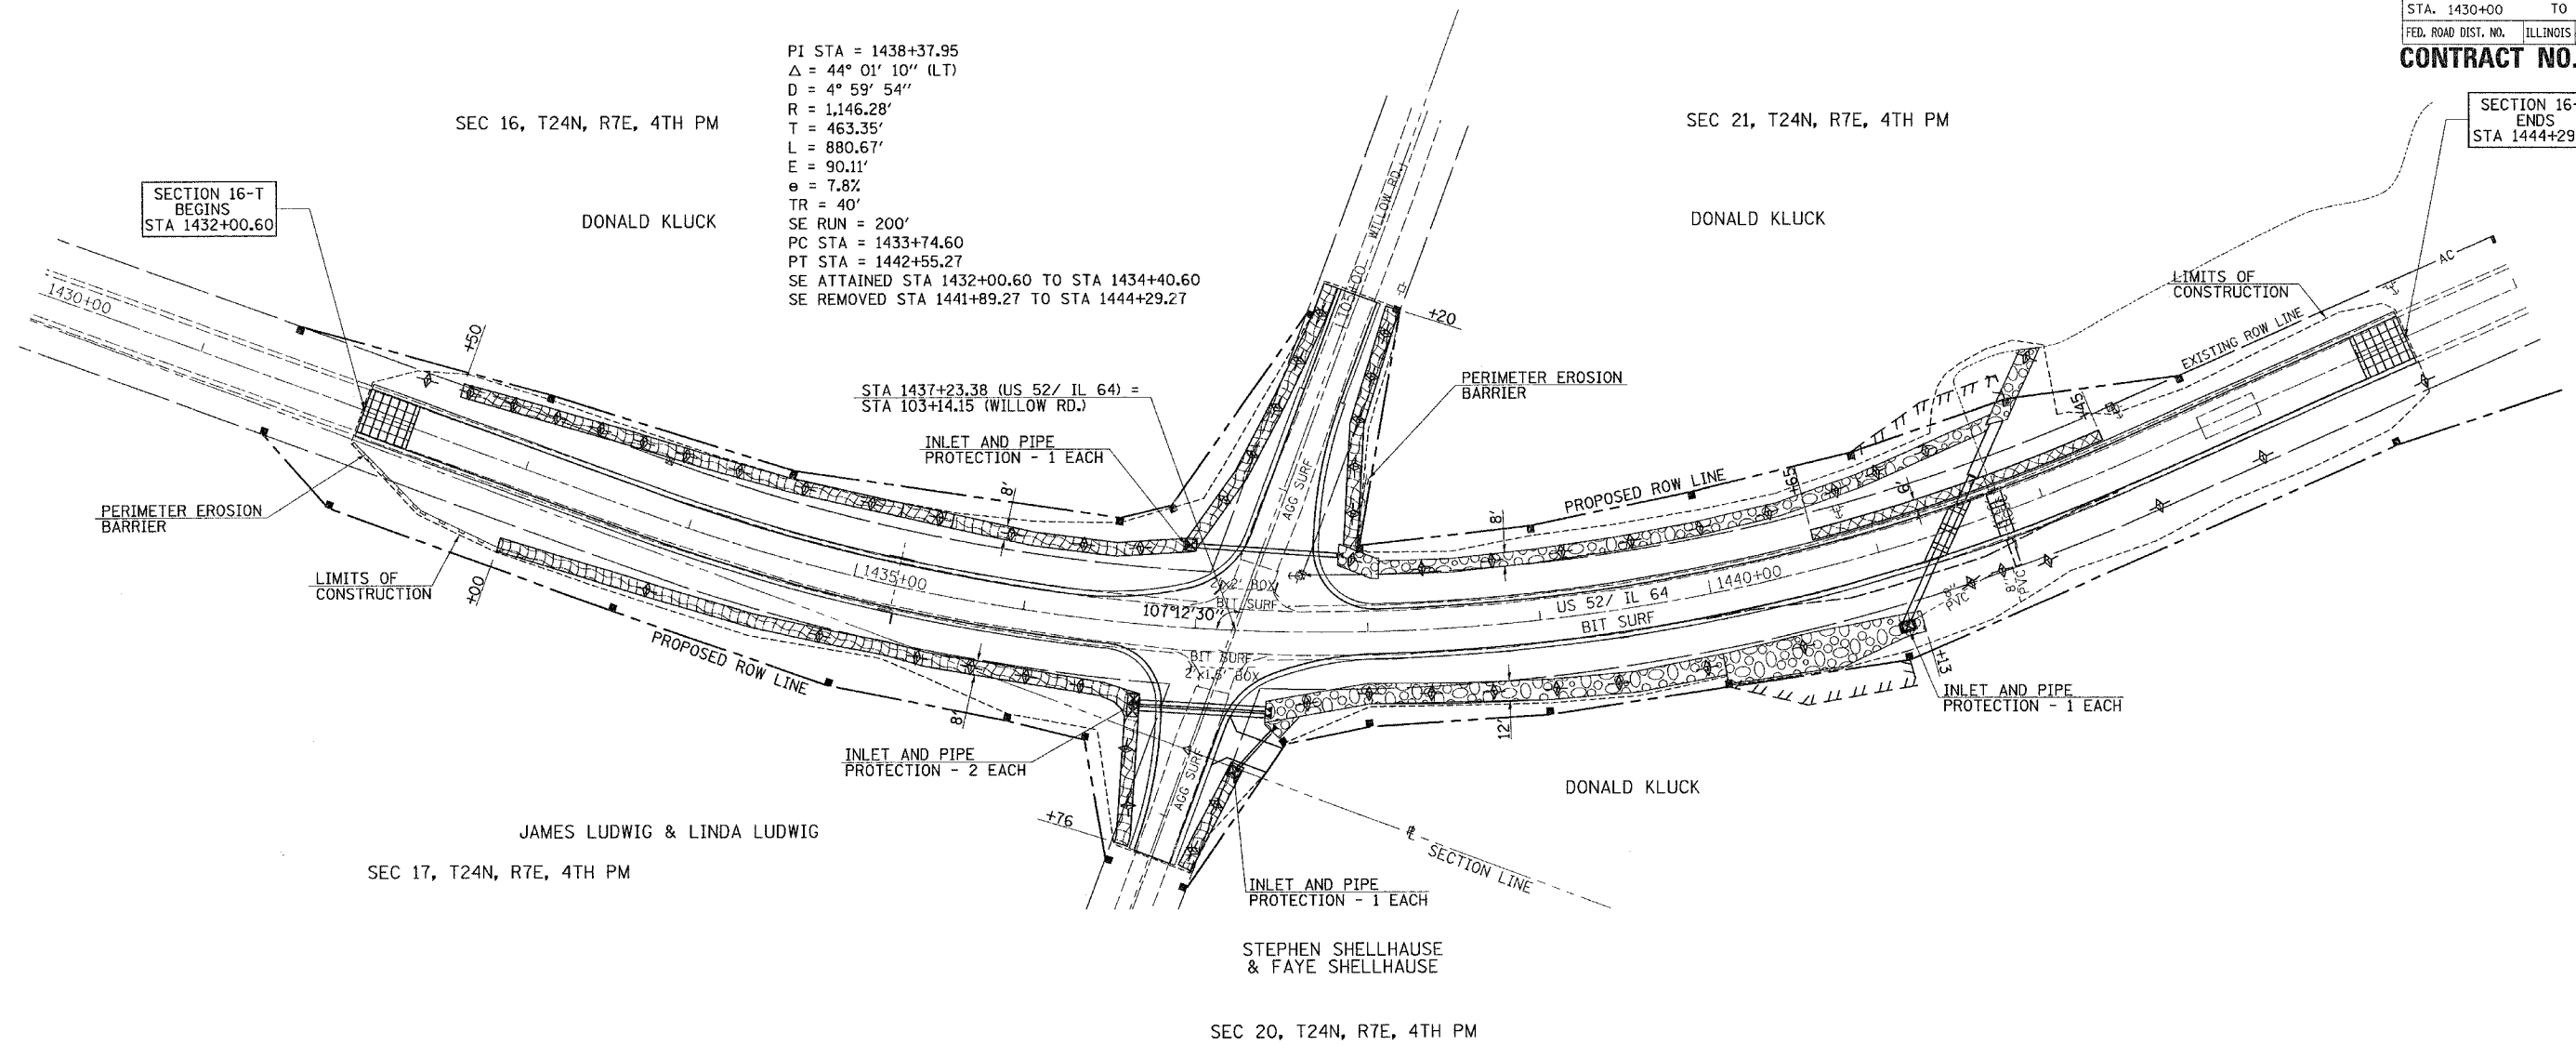 STA. 1430+00 TO
FED. ROAD DIST. NO. ILLINOIS
CONTRACT NO.
PI STA = 1438+37.95
Δ = 44° 01' 10" (LT)
D = 4° 59' 54"
R = 1,146.28'
T = 463.35'
L = 880.67'
E = 90.11'
e = 7.8%
TR = 40'
SE RUN = 200'
PC STA = 1433+74.60
PT STA = 1442+55.27
SE ATTAINED STA 1432+00.60 TO STA 1434+40.60
SE REMOVED STA 1441+89.27 TO STA 1444+29.27
SEC 16, T24N, R7E, 4TH PM
SEC 21, T24N, R7E, 4TH PM
SECTION 16-
ENDS
STA 1444+29
SECTION 16-T
BEGINS
STA 1432+00.60
DONALD KLUCK
DONALD KLUCK
WILLOW RD.
AC
LIMITS OF
CONSTRUCTION
1430+00
+50
+20
EXISTING ROW LINE
STA 1437+23.38 (US 52/ IL 64) =
STA 103+14.15 (WILLOW RD.)
PERIMETER EROSION
BARRIER
+45
INLET AND PIPE
PROTECTION - 1 EACH
8'
AGG SURF
PROPOSED ROW LINE
+65
6'
PERIMETER EROSION
BARRIER
8'
LIMITS OF
CONSTRUCTION
+00
1435+00
2'x2' BOX
BIT SURF
107°12'30"
US 52/ IL 64
1440+00
BIT SURF
8" PVC
8" PVC
PROPOSED ROW LINE
BIT SURF
2'x1.5' BOX
+13
8'
12'
INLET AND PIPE
PROTECTION - 1 EACH
INLET AND PIPE
PROTECTION - 2 EACH
AGG SURF
DONALD KLUCK
+76
JAMES LUDWIG & LINDA LUDWIG
SECTION LINE
SEC 17, T24N, R7E, 4TH PM
INLET AND PIPE
PROTECTION - 1 EACH
STEPHEN SHELLHAUSE
& FAYE SHELLHAUSE
SEC 20, T24N, R7E, 4TH PM